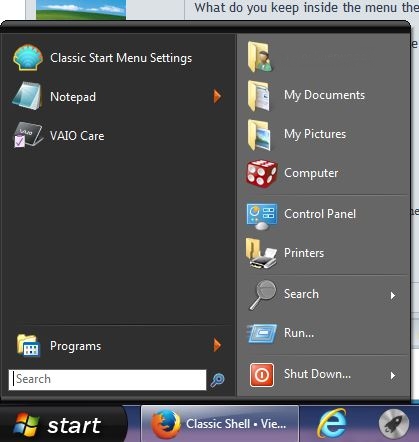 What do you keep inside the menu the
Classic Start Menu Settings
Notepad
VAIO Care
Programs
Search
My Documents
My Pictures
Computer
Control Panel
Printers
Search
Run...
Shut Down...
start
Classic Shell • Vie...